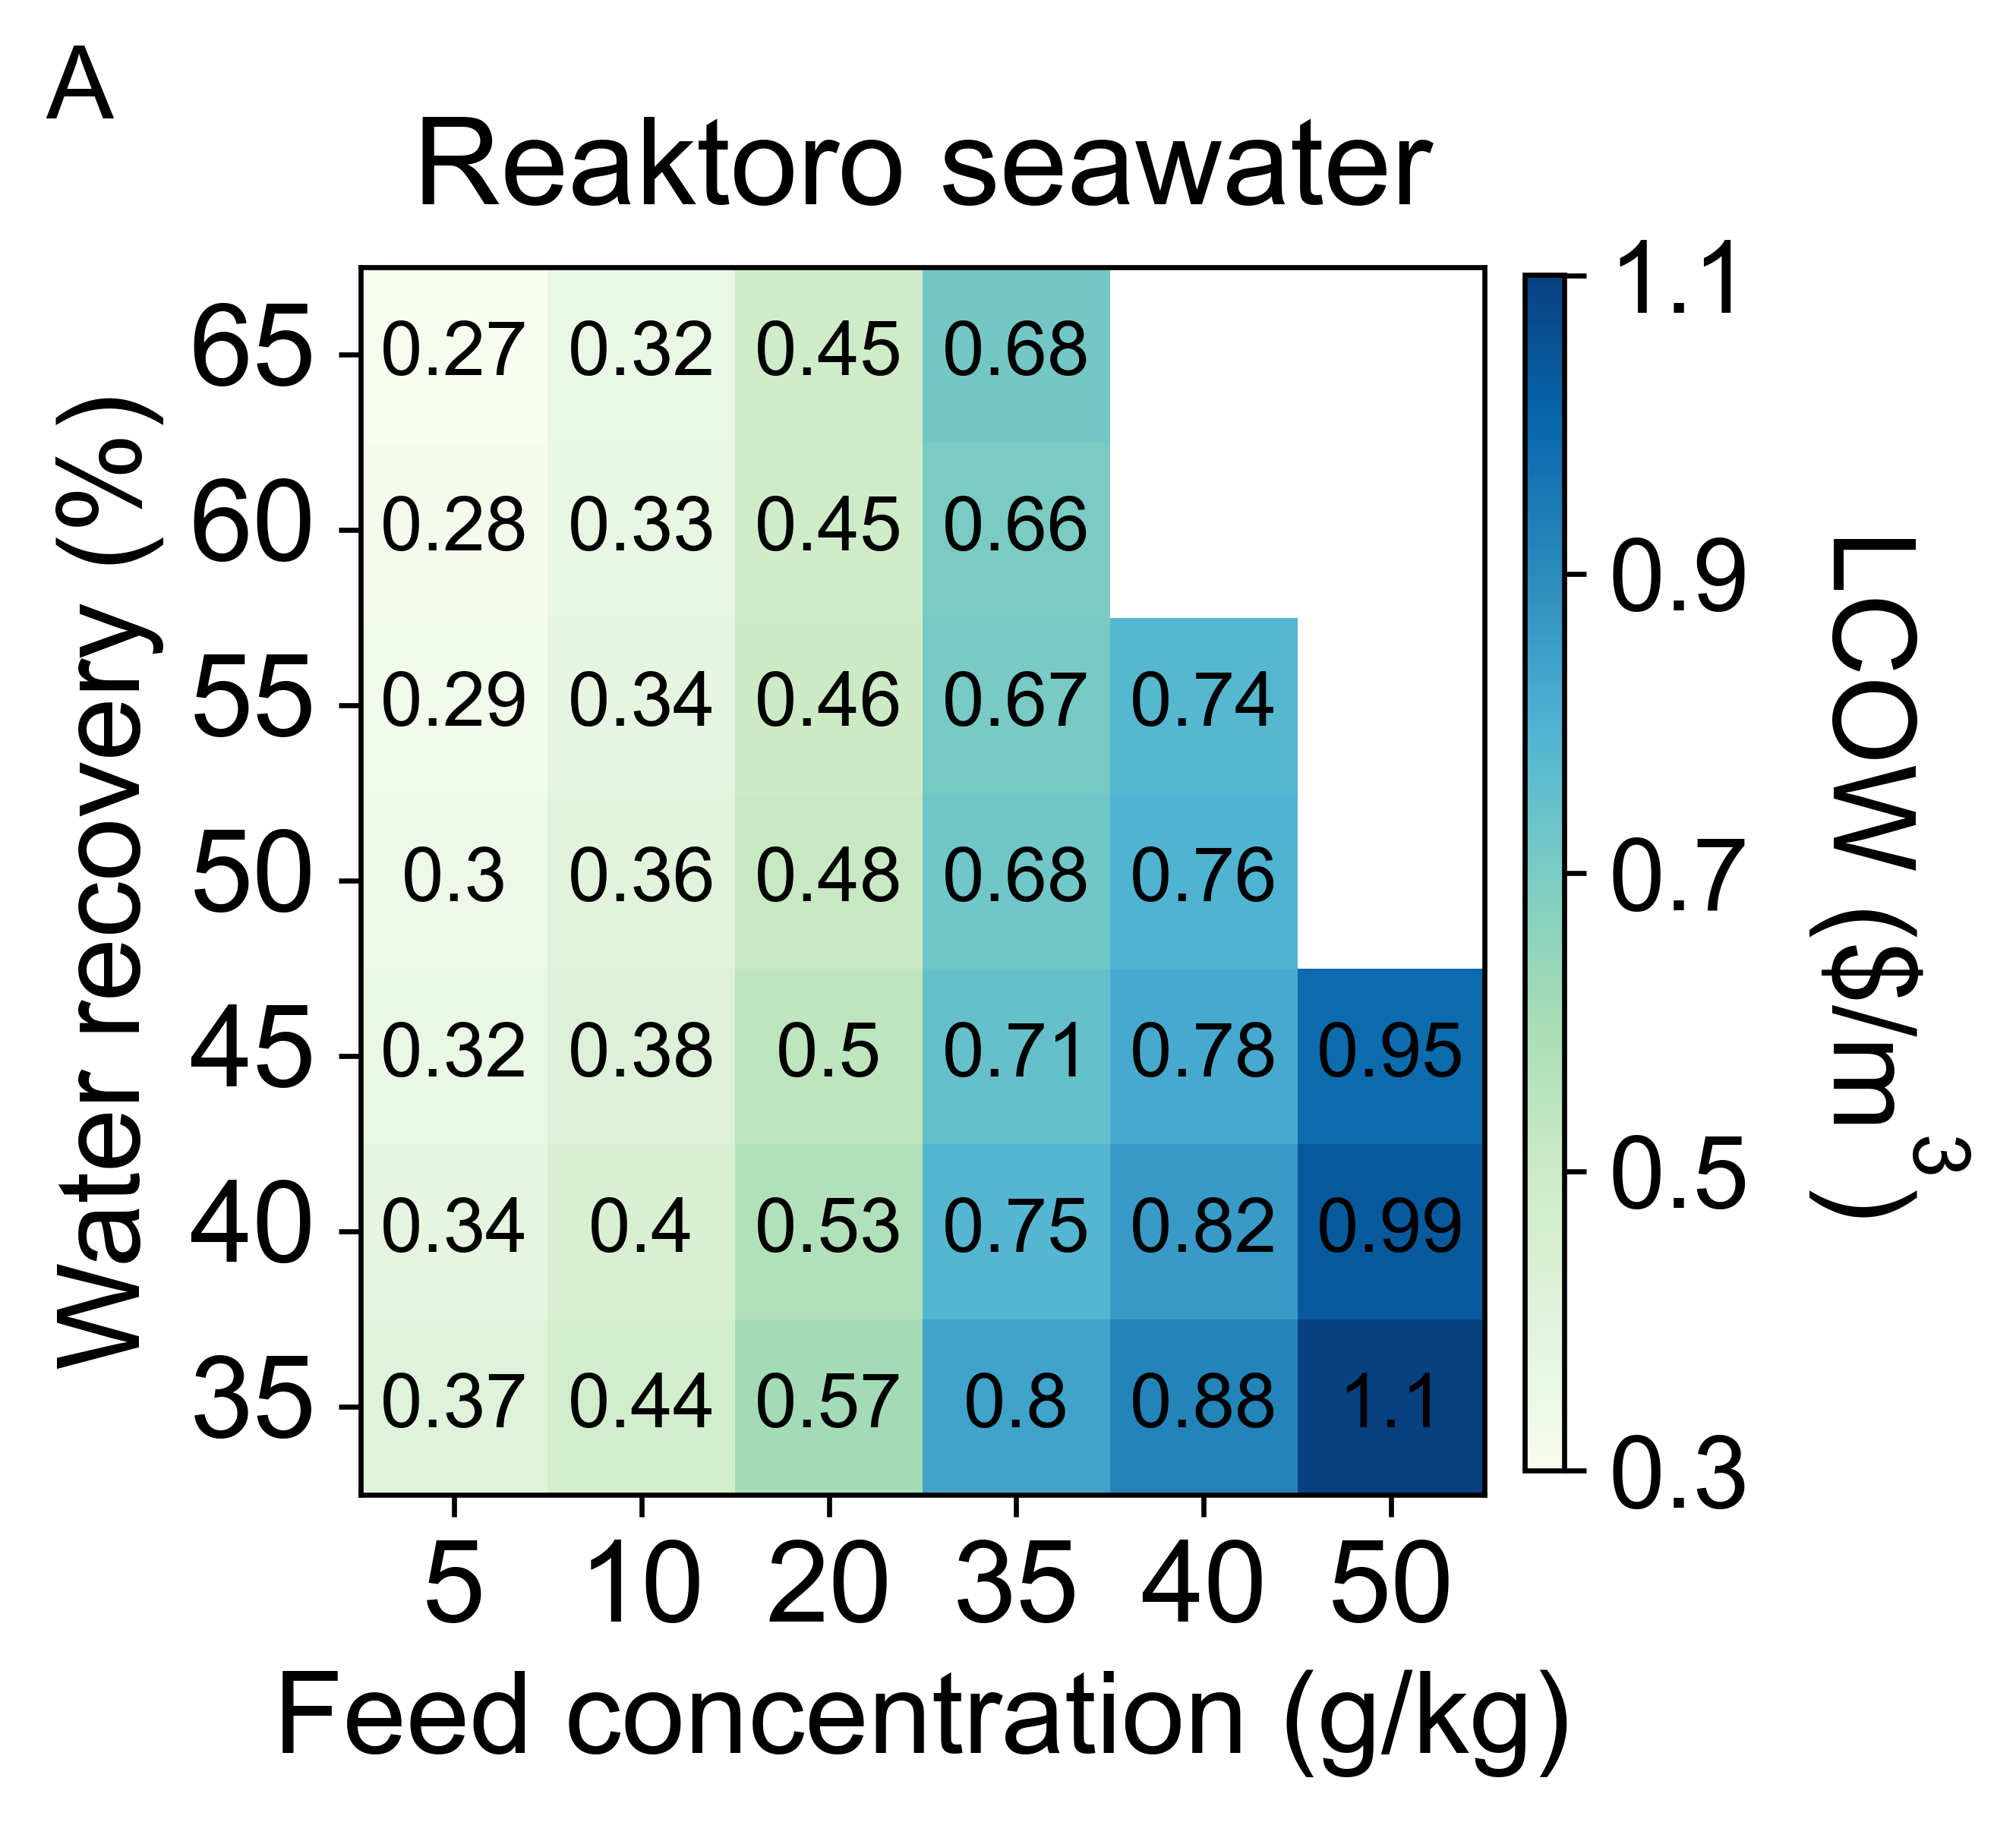 A
Reaktoro seawater
Water recovery (%)
65 0.27 0.32 0.45 0.68
60 0.28 0.33 0.45 0.66
55 0.29 0.34 0.46 0.67 0.74
50 0.3 0.36 0.48 0.68 0.76
45 0.32 0.38 0.5 0.71 0.78 0.95
40 0.34 0.4 0.53 0.75 0.82 0.99
35 0.37 0.44 0.57 0.8 0.88 1.1
5 10 20 35 40 50
Feed concentration (g/kg)
1.1
0.9
0.7
0.5
0.3
LCOW ($/m³)